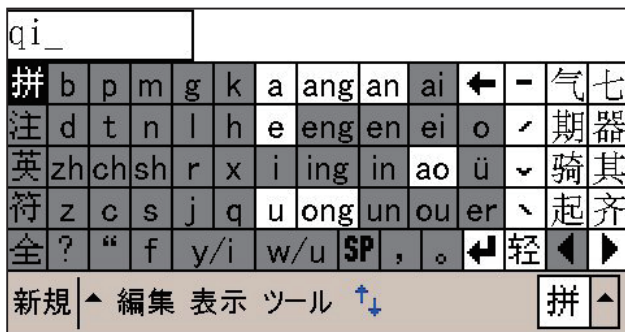 qi_
拼 b p m g k a ang an ai ← ˉ 气 七
注 d t n l h e eng en ei o ˊ 期 器
英 zh ch sh r x i ing in ao ü ˇ 骑 其
符 z c s j q u ong un ou er ˋ 起 齐
全 ? “ f y/i w/u SP , 。 ↵ 轻 ◀ ▶
新規 ▲ 編集 表示 ツール ↑↓ 拼 ▲